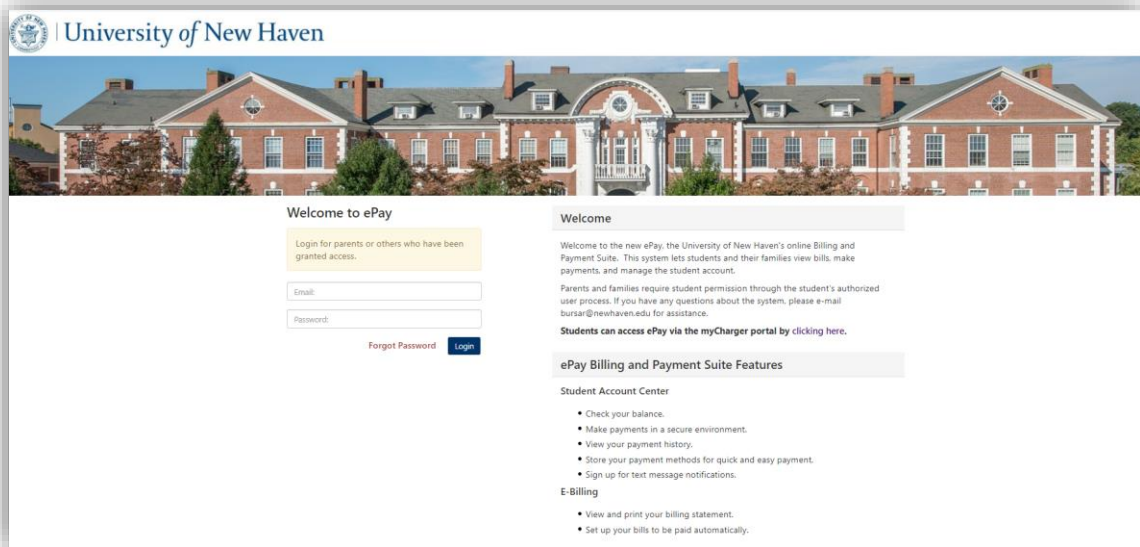 University of New Haven
Welcome to ePay
Login for parents or others who have been
granted access.
Email:
Password:
Forgot Password
Login
Welcome
Welcome to the new ePay, the University of New Haven's online Billing and
Payment Suite. This system lets students and their families view bills, make
payments, and manage the student account.
Parents and families require student permission through the student's authorized
user process. If you have any questions about the system, please e-mail
bursar@newhaven.edu for assistance.
Students can access ePay via the myCharger portal by clicking here.
ePay Billing and Payment Suite Features
Student Account Center
• Check your balance.
• Make payments in a secure environment.
• View your payment history.
• Store your payment methods for quick and easy payment.
• Sign up for text message notifications.
E-Billing
• View and print your billing statement.
• Set up your bills to be paid automatically.